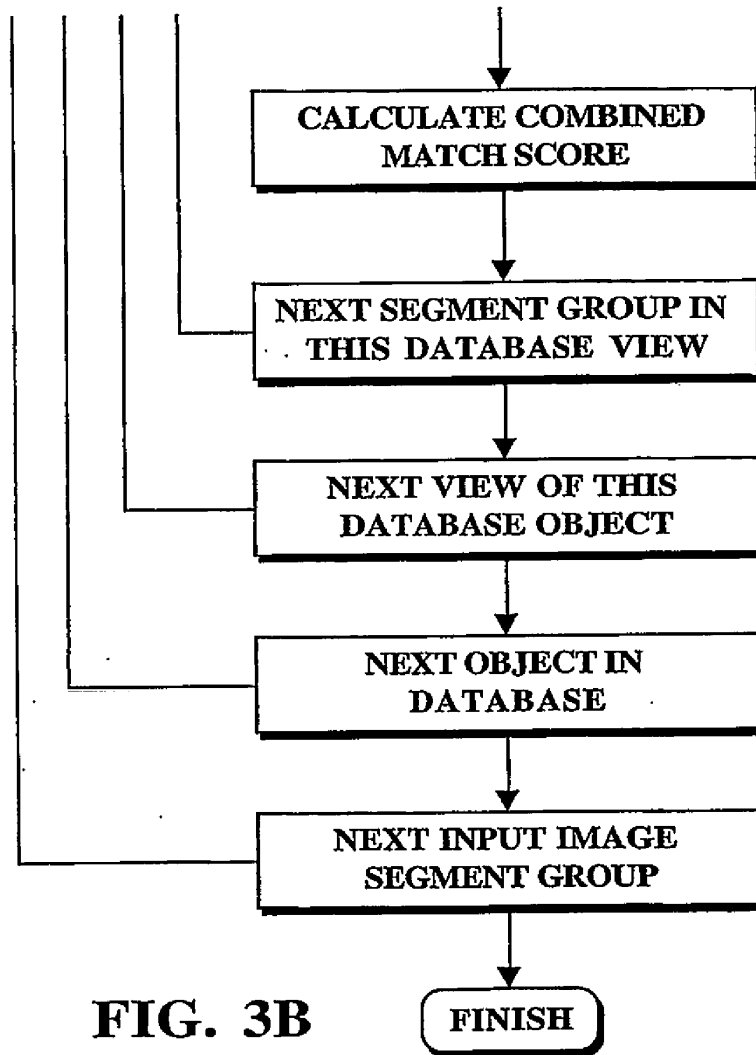 CALCULATE COMBINED
MATCH SCORE
NEXT SEGMENT GROUP IN
THIS DATABASE VIEW
NEXT VIEW OF THIS
DATABASE OBJECT
NEXT OBJECT IN
DATABASE
NEXT INPUT IMAGE
SEGMENT GROUP
FIG. 3B
FINISH